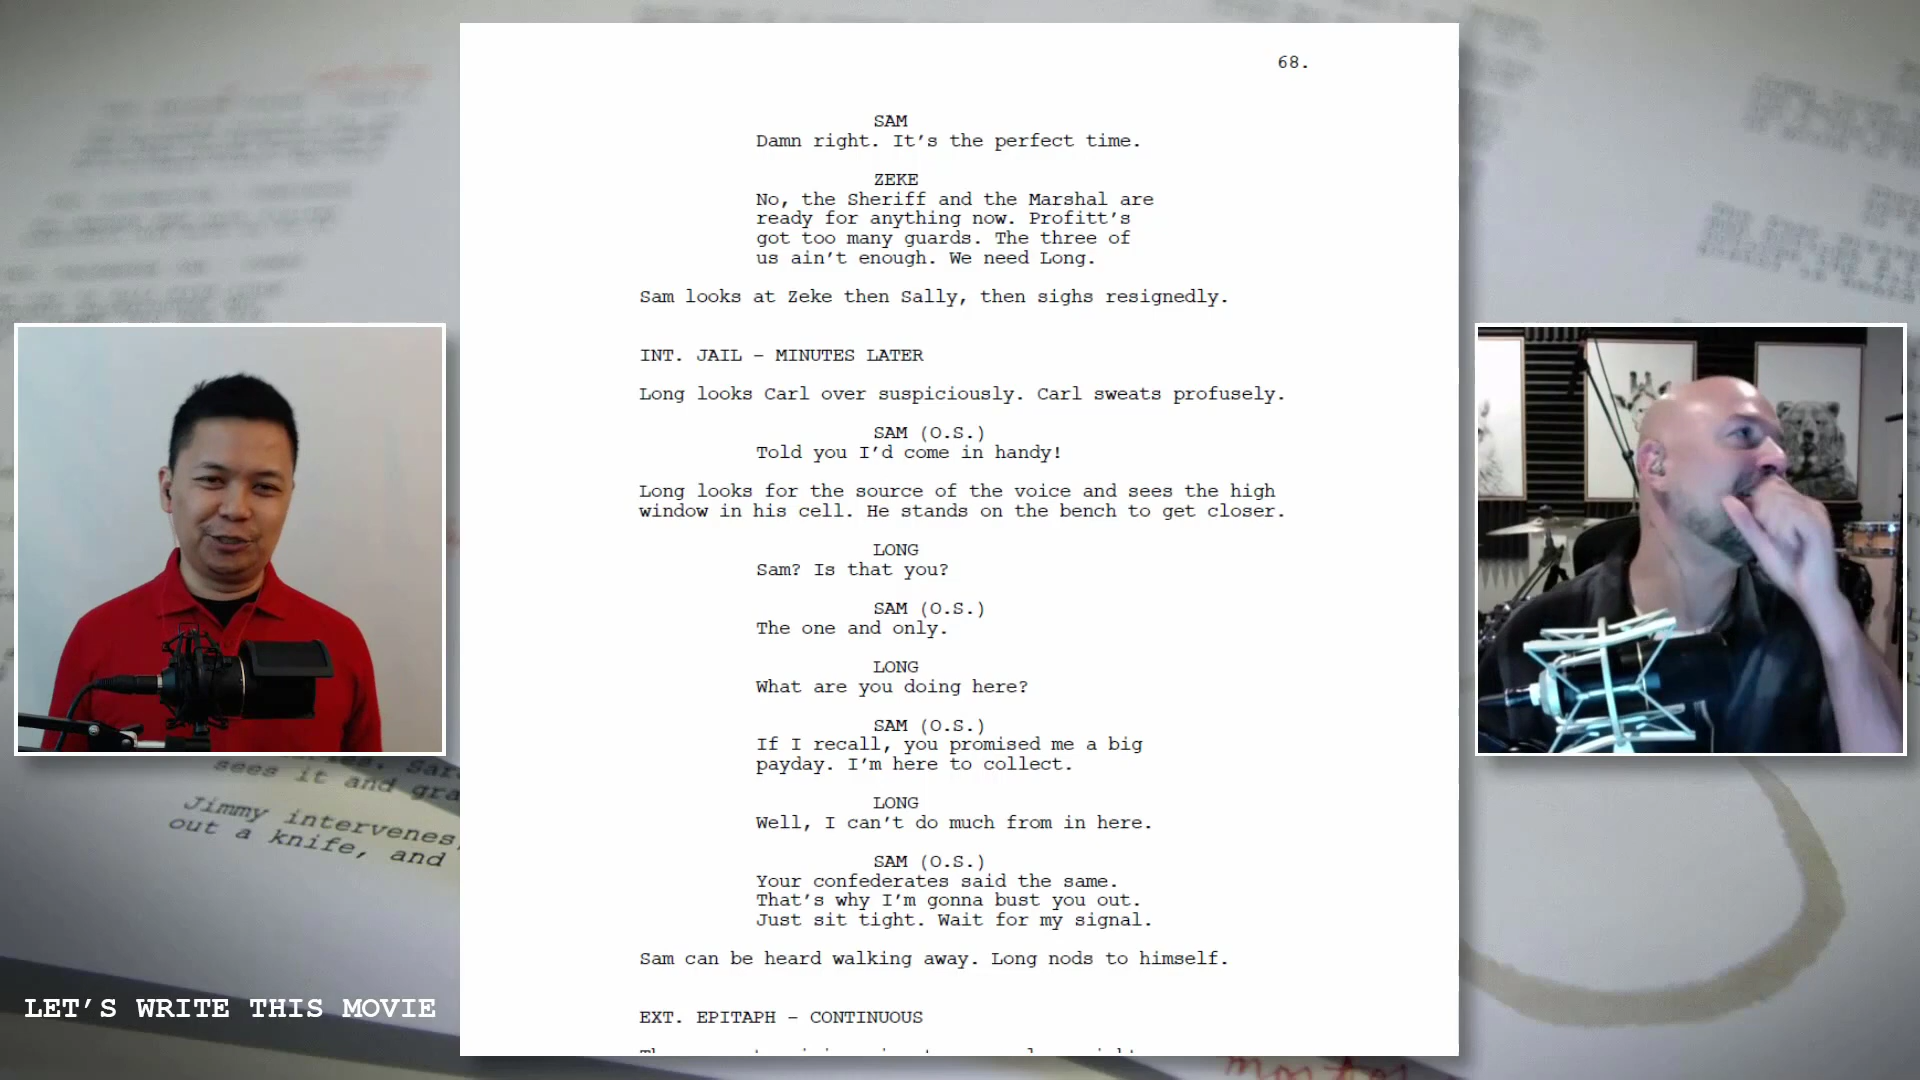 68.
SAM
Damn right. It's the perfect time.
ZEKE
No, the Sheriff and the Marshal are
ready for anything now. Profitt's
got too many guards. The three of
us ain't enough. We need Long.
Sam looks at Zeke then Sally, then sighs resignedly.
INT. JAIL – MINUTES LATER
Long looks Carl over suspiciously. Carl sweats profusely.
SAM (O.S.)
Told you I'd come in handy!
Long looks for the source of the voice and sees the high
window in his cell. He stands on the bench to get closer.
LONG
Sam? Is that you?
SAM (O.S.)
The one and only.
LONG
What are you doing here?
SAM (O.S.)
If I recall, you promised me a big
payday. I'm here to collect.
LONG
Well, I can't do much from in here.
SAM (O.S.)
Your confederates said the same.
That's why I'm gonna bust you out.
Just sit tight. Wait for my signal.
Sam can be heard walking away. Long nods to himself.
EXT. EPITAPH – CONTINUOUS
sees it and
Jimmy intervenes
out a knife, and
LET'S WRITE THIS MOVIE